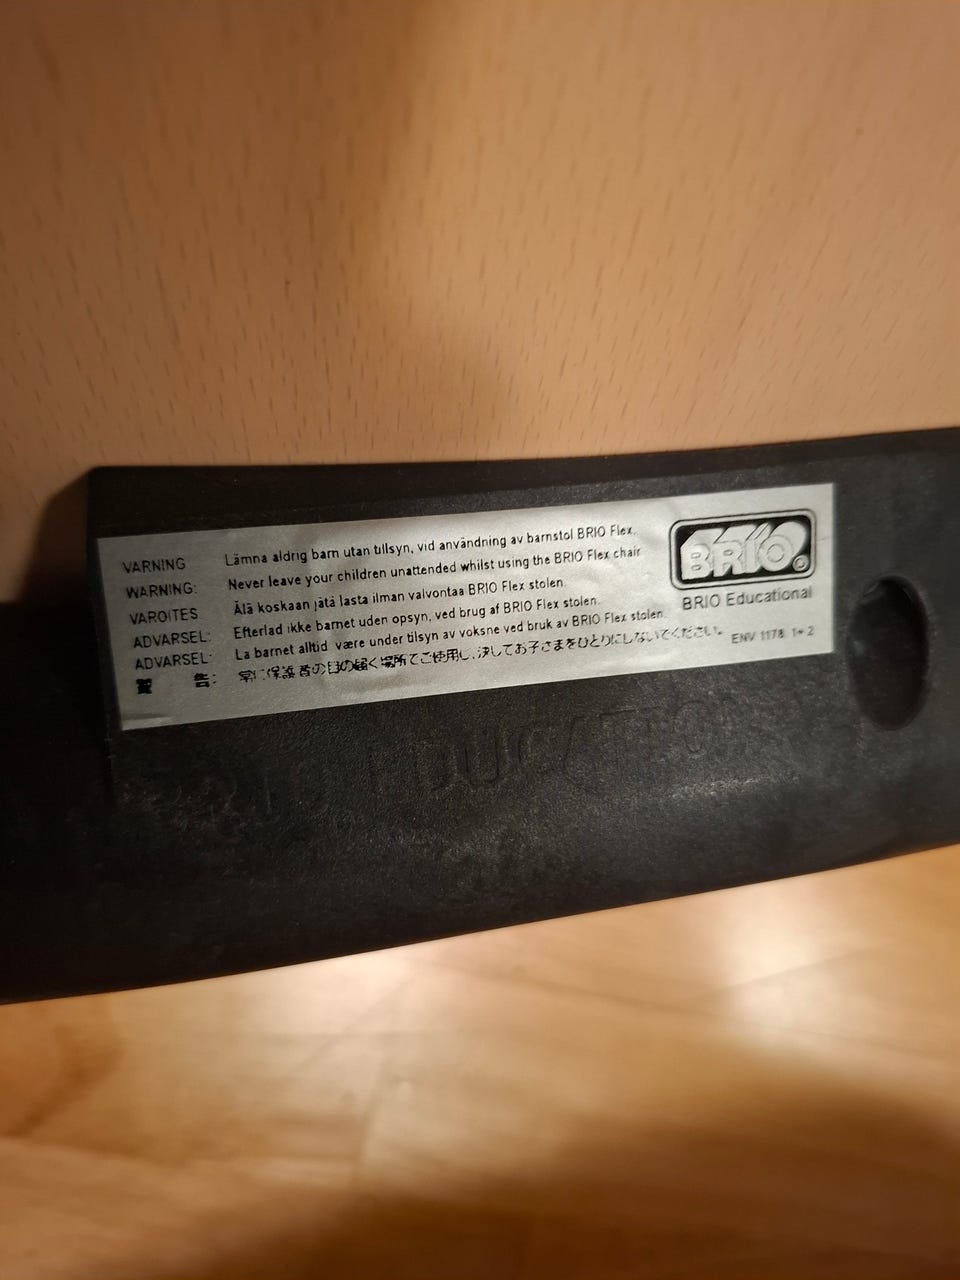 VARNING Lämna aldrig barn utan tillsyn, vid användning av barnstol BRIO Flex.
WARNING: Never leave your children unattended whilst using the BRIO Flex chair
VAROITES Älä koskaan jätä lasta ilman valvontaa BRIO Flex stolen.
ADVARSEL: Efterlad ikke barnet uden opsyn, ved brug af BRIO Flex stolen.
ADVARSEL: La barnet alltid være under tilsyn av voksne ved bruk av BRIO Flex stolen.
警 告: 常に保護者の目の届く場所でご使用し、決してお子さまをひとりにしないでください。
BRIO®
BRIO Educational
ENV 1178 1+2
EDUCATION